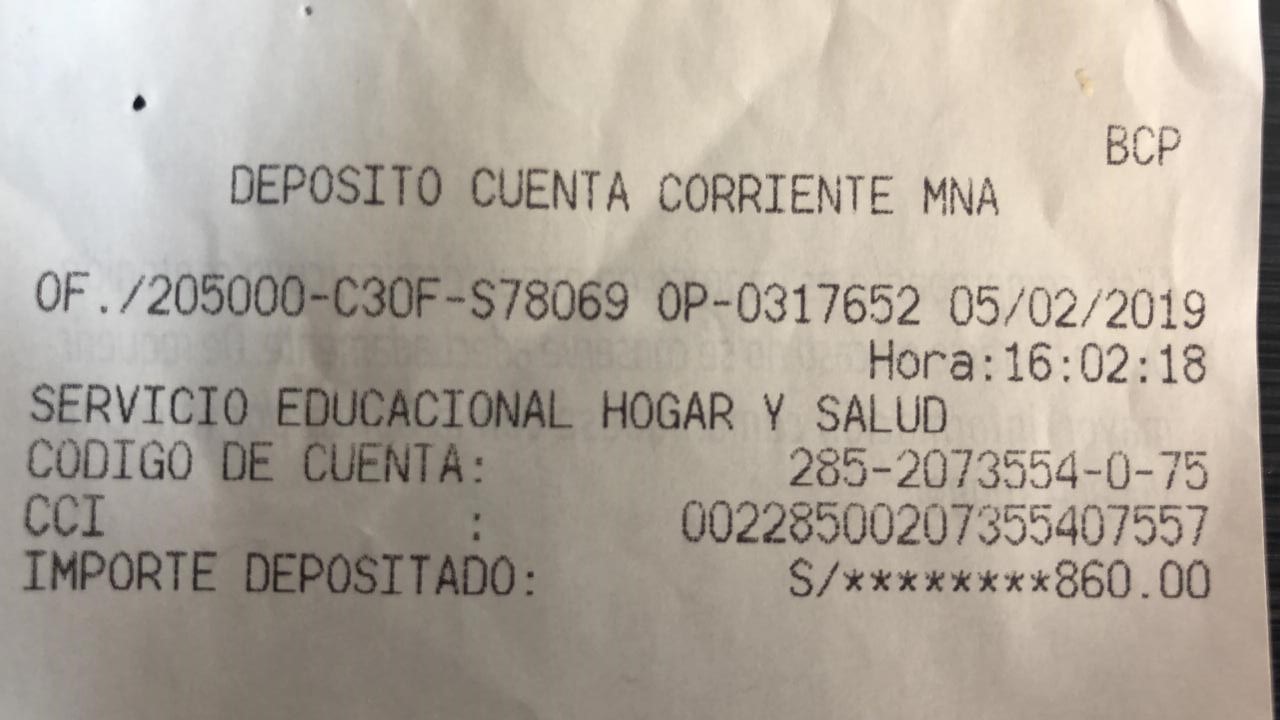 BCP
DEPOSITO CUENTA CORRIENTE MNA
OF./205000-C30F-S78069 OP-0317652 05/02/2019
Hora:16:02:18
SERVICIO EDUCACIONAL HOGAR Y SALUD
CODIGO DE CUENTA: 285-2073554-0-75
CCI : 00228500207355407557
IMPORTE DEPOSITADO: S/********860.00